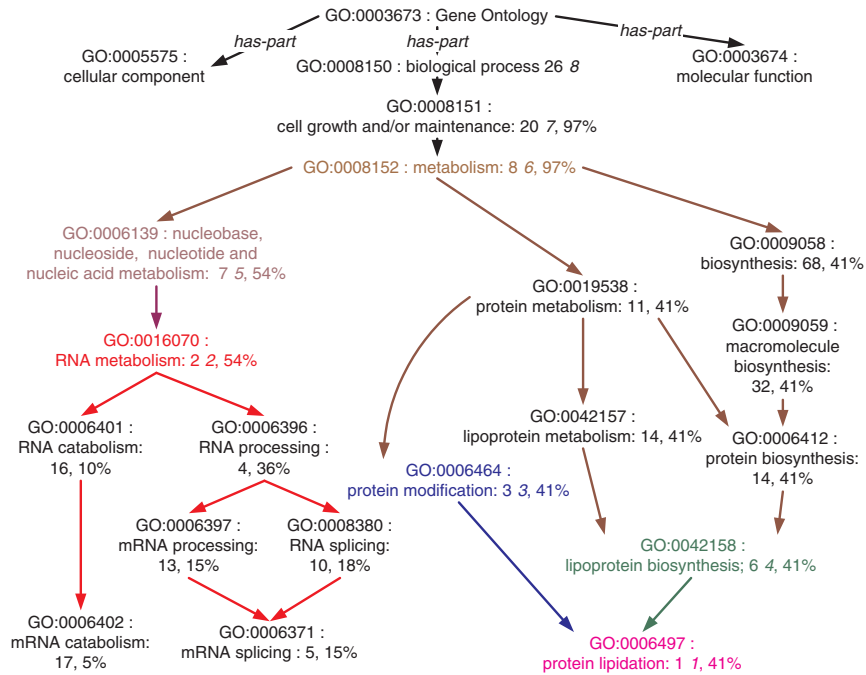 GO:0003673 : Gene Ontology
has-part
has-part
has-part
GO:0005575 :
cellular component
GO:0008150 : biological process 26 8
GO:0003674 :
molecular function
GO:0008151 :
cell growth and/or maintenance: 20 7, 97%
GO:0008152 : metabolism: 8 6, 97%
GO:0006139 : nucleobase,
nucleoside, nucleotide and
nucleic acid metabolism: 7 5, 54%
GO:0009058 :
biosynthesis: 68, 41%
GO:0019538 :
protein metabolism: 11, 41%
GO:0016070 :
RNA metabolism: 2 2, 54%
GO:0009059 :
macromolecule
biosynthesis:
32, 41%
GO:0006401 :
RNA catabolism:
16, 10%
GO:0006396 :
RNA processing :
4, 36%
GO:0042157 :
lipoprotein metabolism: 14, 41%
GO:0006412 :
protein biosynthesis:
14, 41%
GO:0006464 :
protein modification: 3 3, 41%
GO:0006397 :
mRNA processing:
13, 15%
GO:0008380 :
RNA splicing:
10, 18%
GO:0042158 :
lipoprotein biosynthesis; 6 4, 41%
GO:0006402 :
mRNA catabolism:
17, 5%
GO:0006371 :
mRNA splicing : 5, 15%
GO:0006497 :
protein lipidation: 1 1, 41%